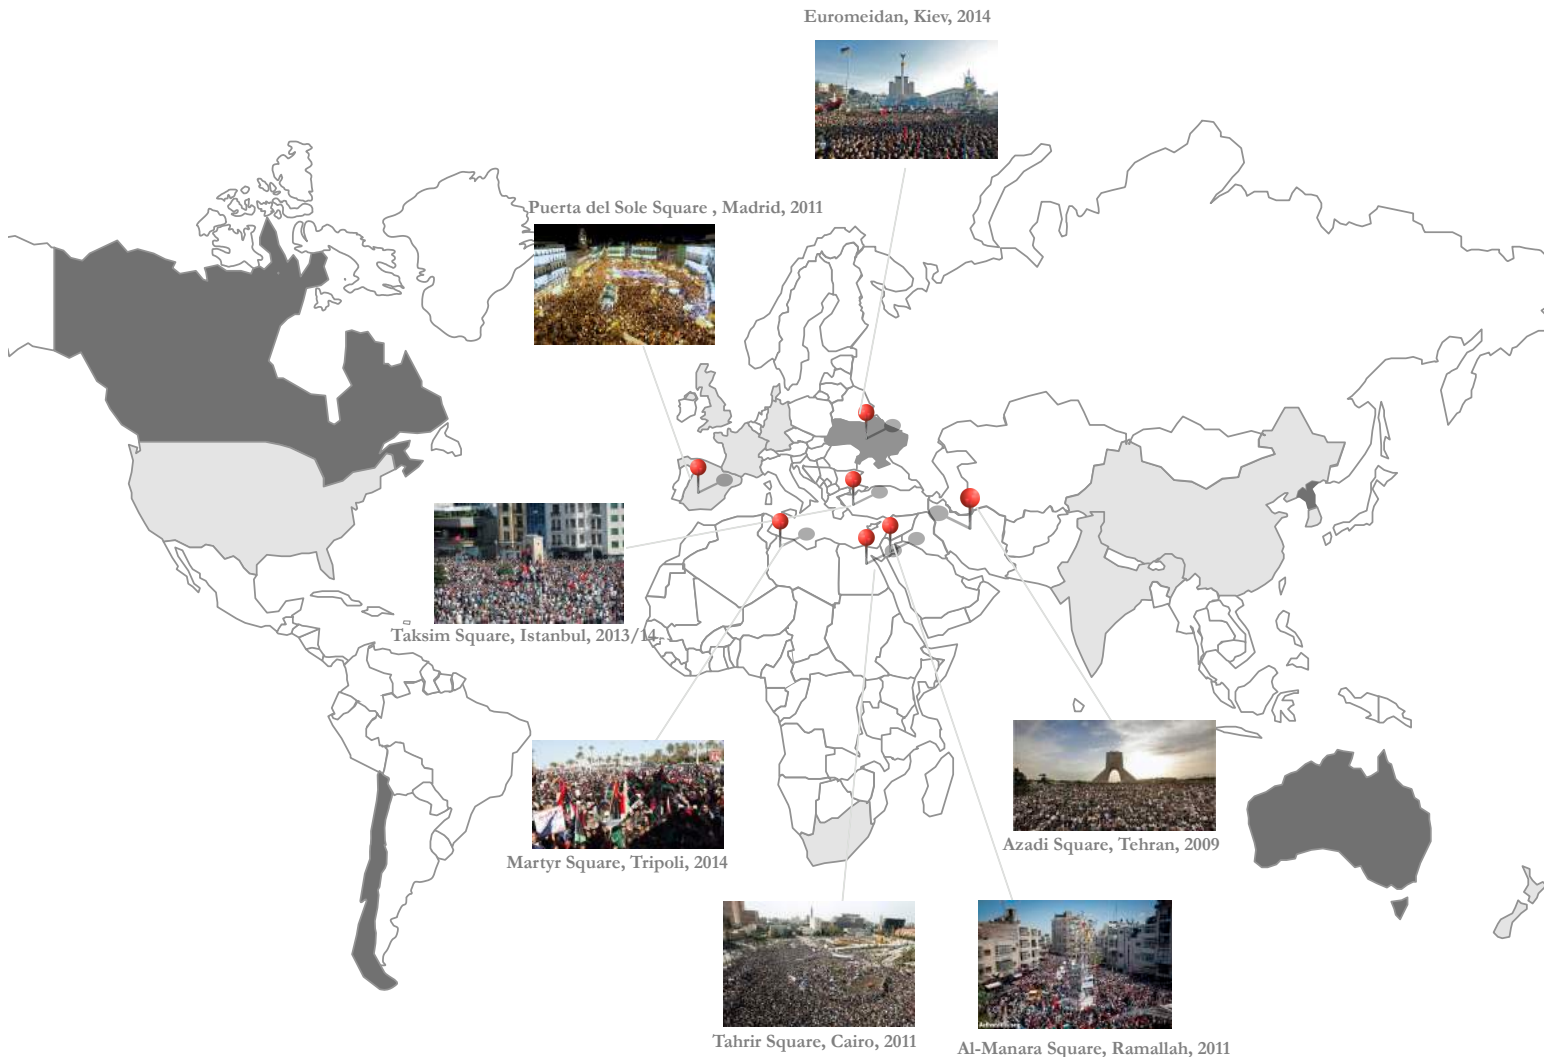 Euromeidan, Kiev, 2014
Puerta del Sole Square , Madrid, 2011
Taksim Square, Istanbul, 2013/14
Martyr Square, Tripoli, 2014
Azadi Square, Tehran, 2009
Tahrir Square, Cairo, 2011
Al-Manara Square, Ramallah, 2011